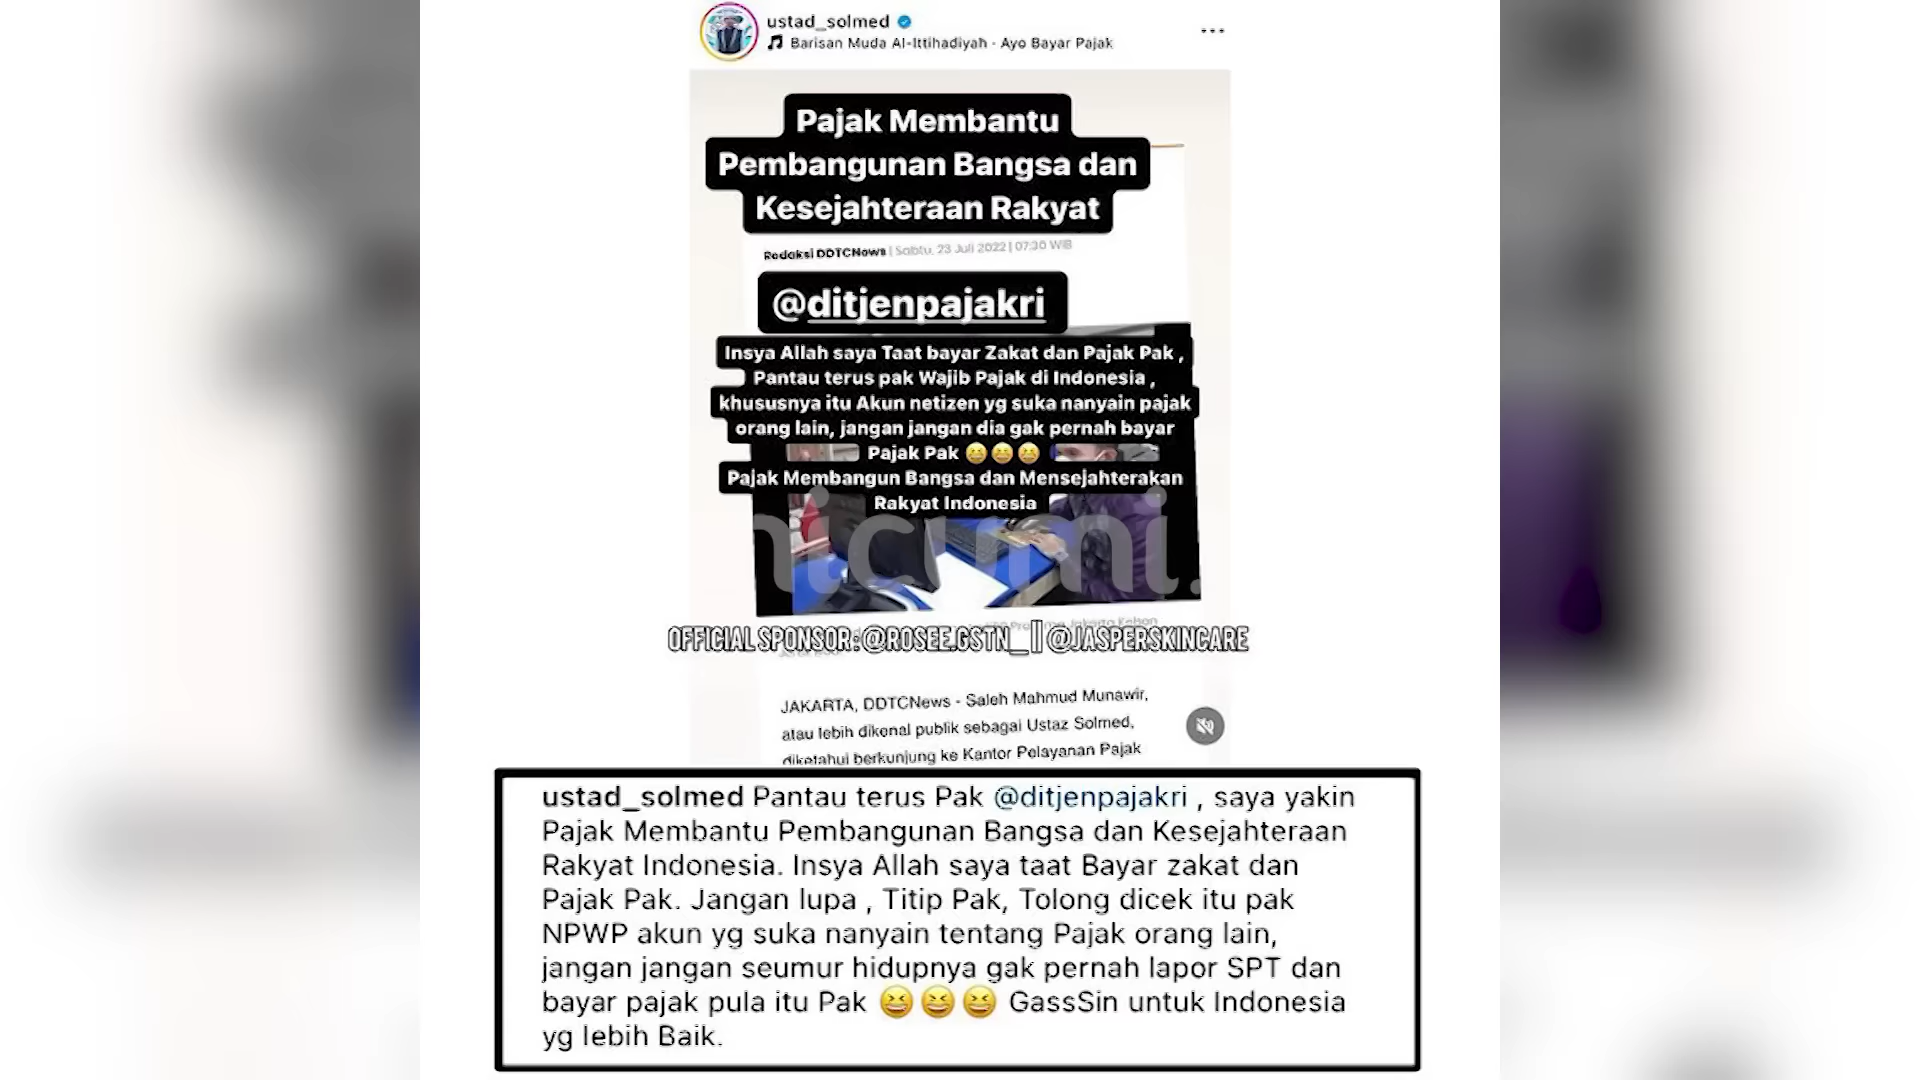 ustad_solmed
Barisan Muda Al-Ittihadiyah · Ayo Bayar Pajak
Pajak Membantu
Pembangunan Bangsa dan
Kesejahteraan Rakyat
Redaksi DDTCNews | Sabtu, 23 Juli 2022 | 07:30 WIB
@ditjenpajakri
Insya Allah saya Taat bayar Zakat dan Pajak Pak ,
Pantau terus pak Wajib Pajak di Indonesia ,
khususnya itu Akun netizen yg suka nanyain pajak
orang lain, jangan jangan dia gak pernah bayar
Pajak Pak 😆😆😆
Pajak Membangun Bangsa dan Mensejahterakan
Rakyat Indonesia
OFFICIAL SPONSOR : @ROSEE.GSTN_ || @JASPERSKINCARE
JAKARTA, DDTCNews - Saleh Mahmud Munawir,
atau lebih dikenal publik sebagai Ustaz Solmed,
diketahui berkunjung ke Kantor Pelayanan Pajak
ustad_solmed Pantau terus Pak @ditjenpajakri , saya yakin
Pajak Membantu Pembangunan Bangsa dan Kesejahteraan
Rakyat Indonesia. Insya Allah saya taat Bayar zakat dan
Pajak Pak. Jangan lupa , Titip Pak, Tolong dicek itu pak
NPWP akun yg suka nanyain tentang Pajak orang lain,
jangan jangan seumur hidupnya gak pernah lapor SPT dan
bayar pajak pula itu Pak 😆😆😆 GassSin untuk Indonesia
yg lebih Baik.